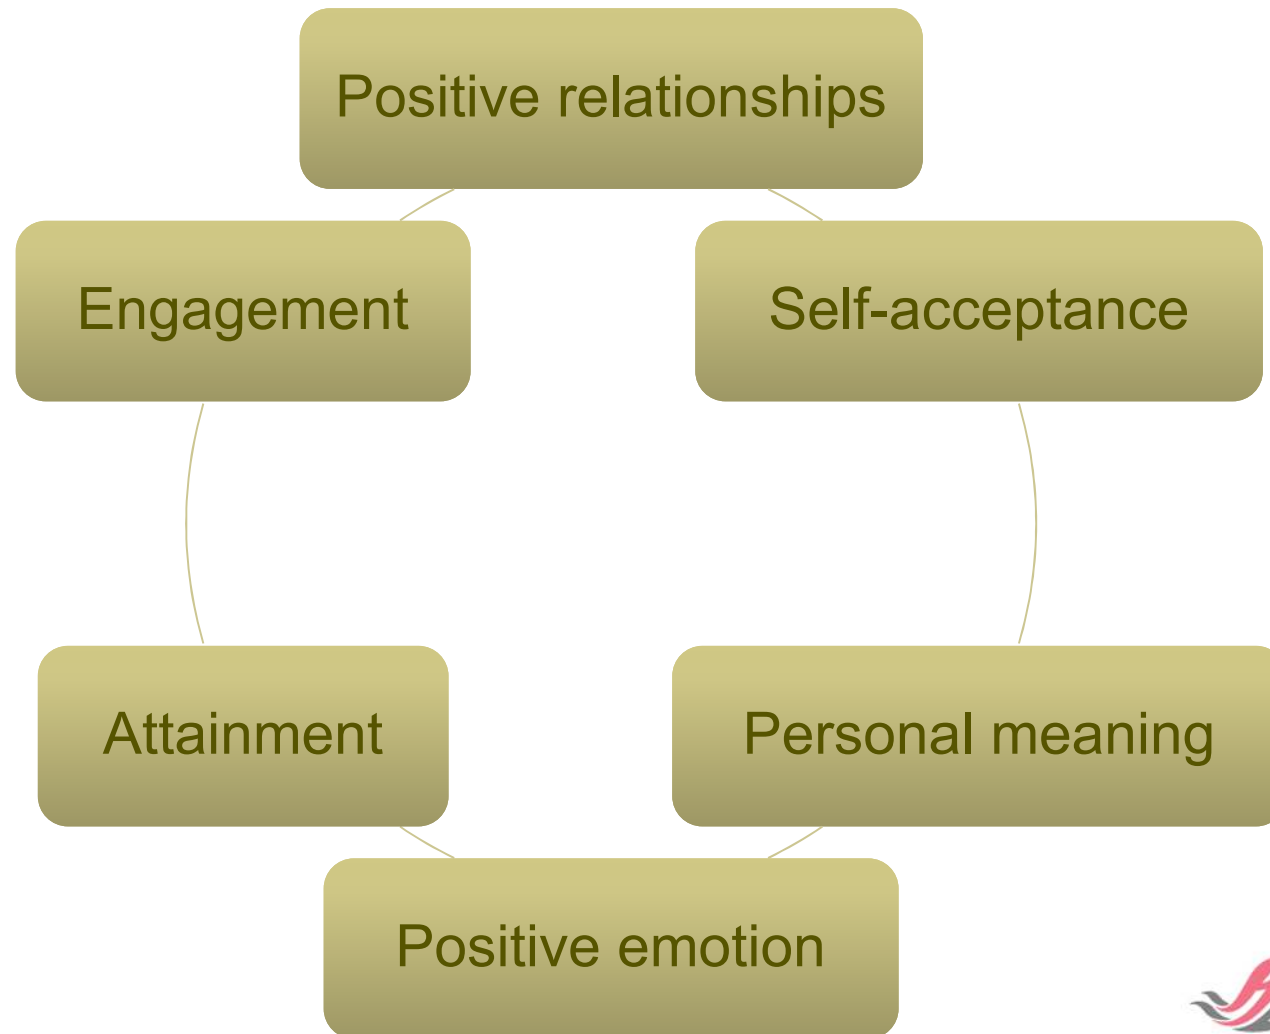 Positive relationships
Engagement
Self-acceptance
Attainment
Personal meaning
Positive emotion